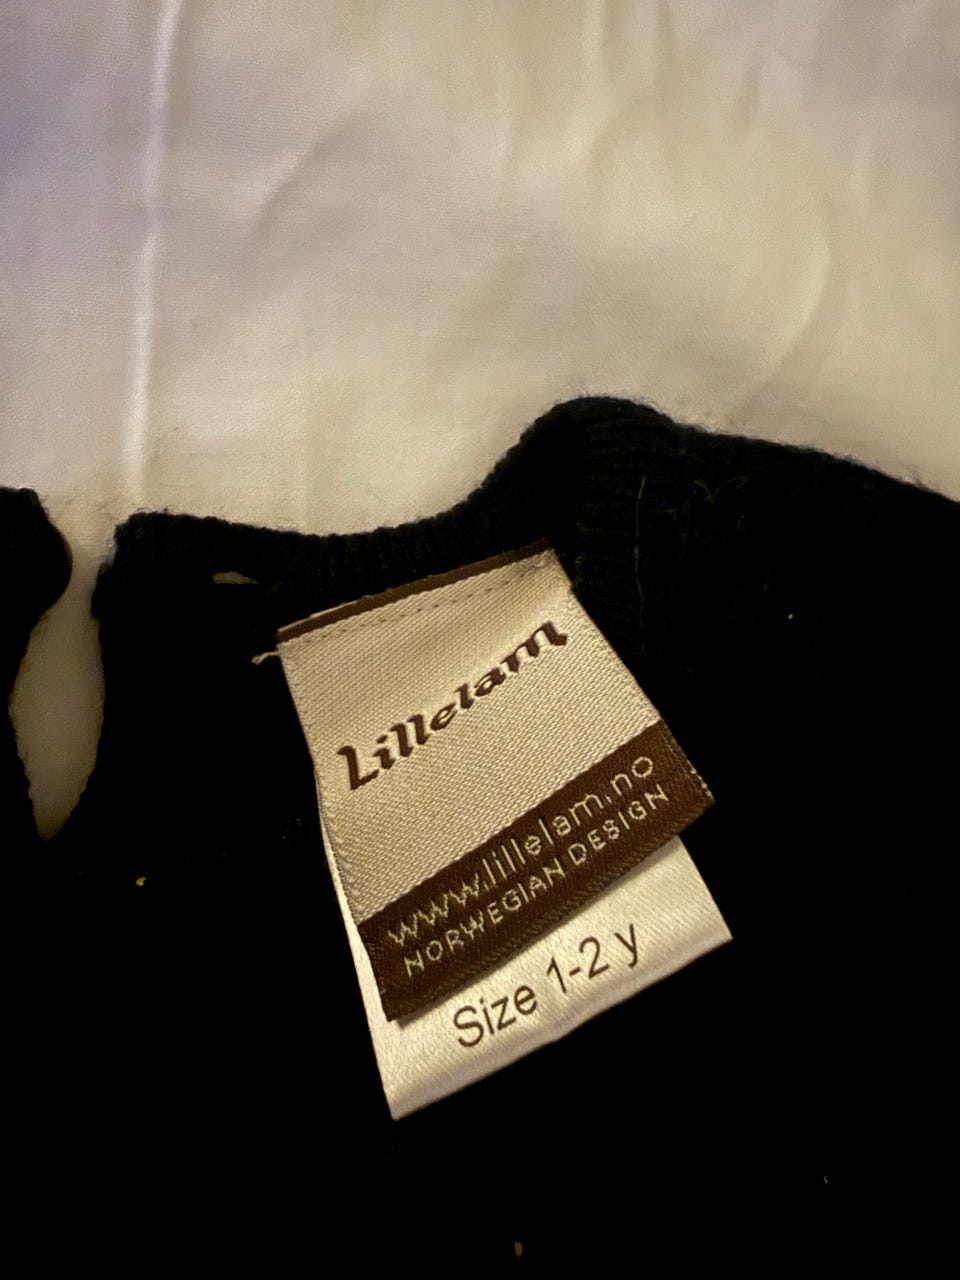 Lillelam
www.lillelam.no
NORWEGIAN DESIGN
Size 1-2 y